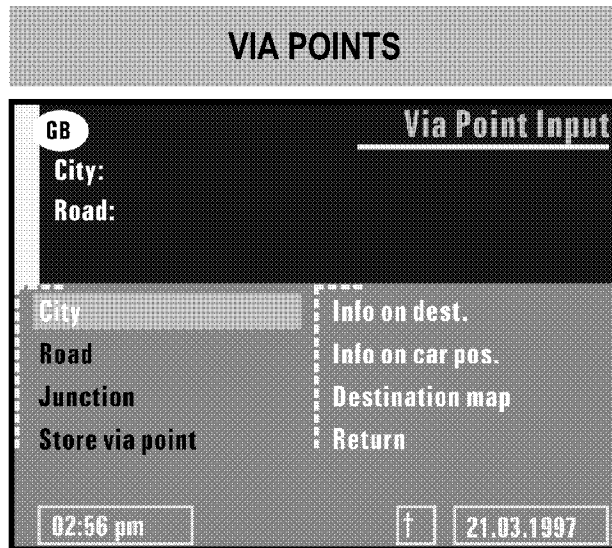 VIA POINTS
GB
Via Point Input
City:
Road:
City
Road
Junction
Store via point
Info on dest.
Info on car pos.
Destination map
Return
02:56 pm
†
21.03.1997